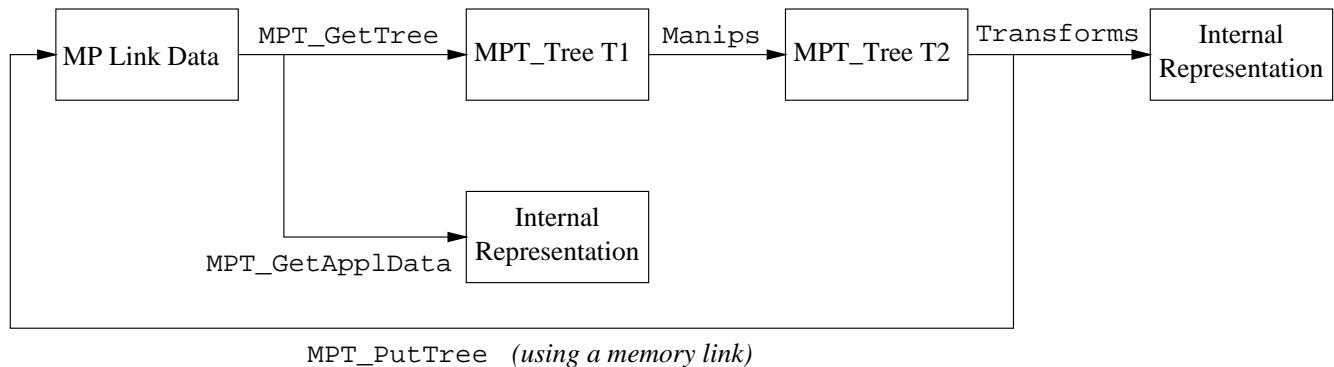 MP Link Data
MPT_GetTree
MPT_Tree T1
Manips
MPT_Tree T2
Transforms
Internal
Representation
MPT_GetApplData
Internal
Representation
MPT_PutTree (using a memory link)